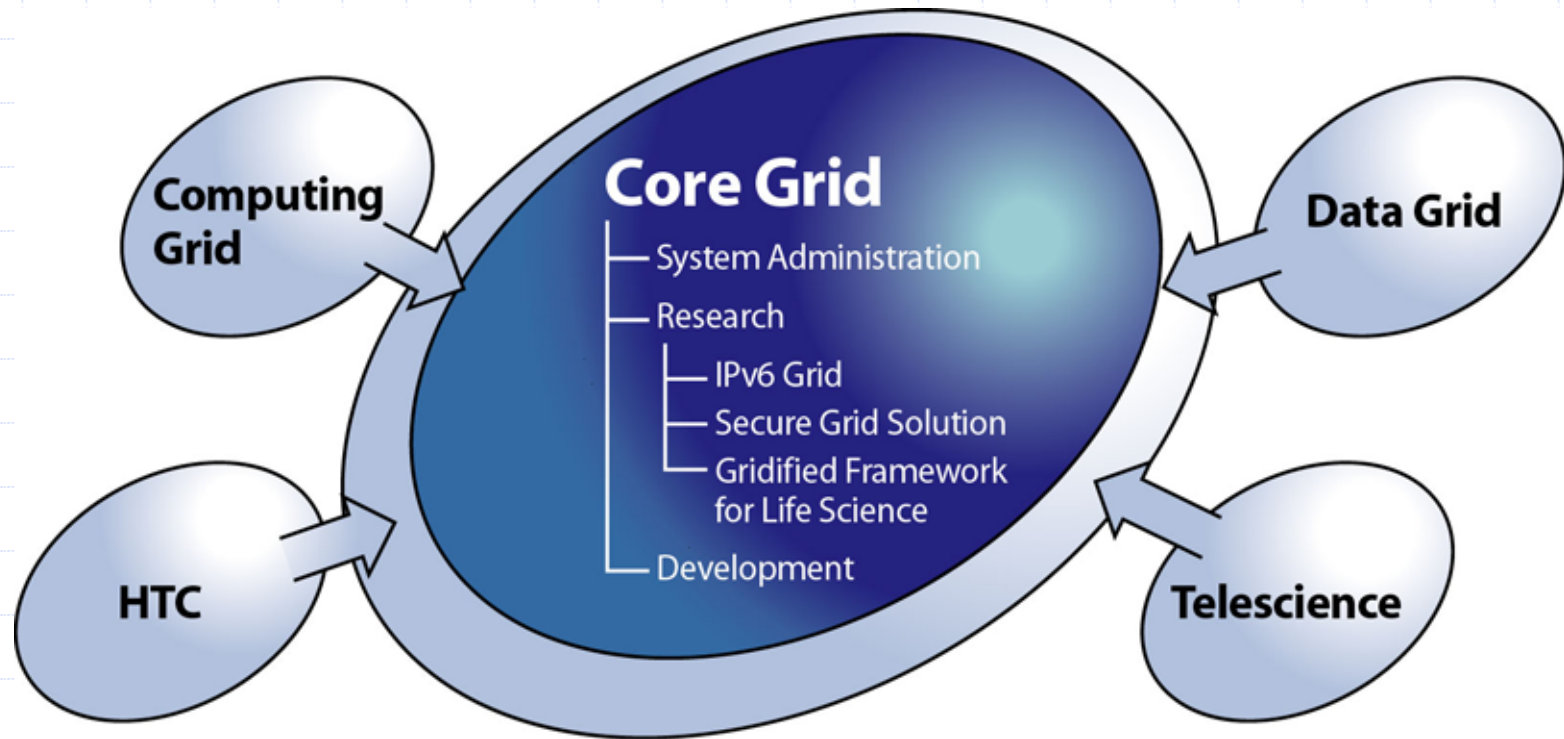 Computing
Grid
Core Grid
System Administration
Research
IPv6 Grid
Secure Grid Solution
Gridified Framework
for Life Science
Development
Data Grid
HTC
Telescience